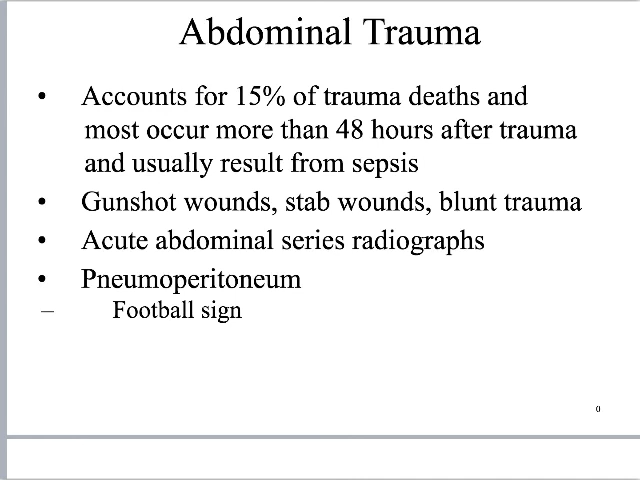 Abdominal Trauma
• Accounts for 15% of trauma deaths and
most occur more than 48 hours after trauma
and usually result from sepsis
• Gunshot wounds, stab wounds, blunt trauma
• Acute abdominal series radiographs
• Pneumoperitoneum
– Football sign
0